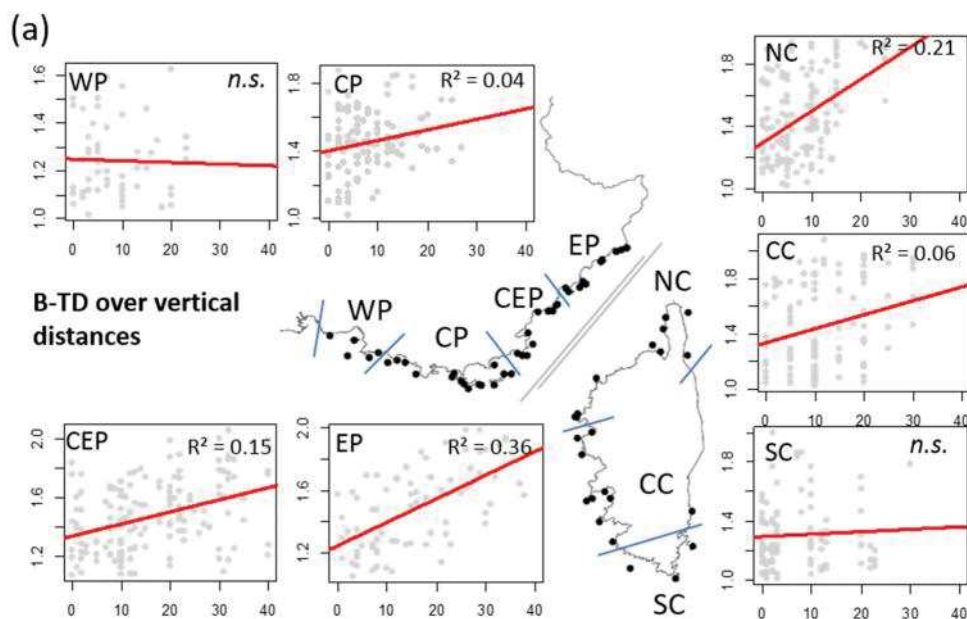 (a)
WP
n.s.
1.0 1.2 1.4 1.6
0 10 20 30 40
CP
R² = 0.04
1.0 1.4 1.8
0 10 20 30 40
NC
R² = 0.21
1.0 1.4 1.8
0 10 20 30 40
B-TD over vertical
distances
WP
CP
CEP
EP
NC
CC
SC
CC
R² = 0.06
1.0 1.4 1.8
0 10 20 30 40
CEP
R² = 0.15
1.2 1.6 2.0
0 10 20 30 40
EP
R² = 0.36
1.2 1.6 2.0
0 10 20 30 40
SC
n.s.
1.0 1.4 1.8
0 10 20 30 40